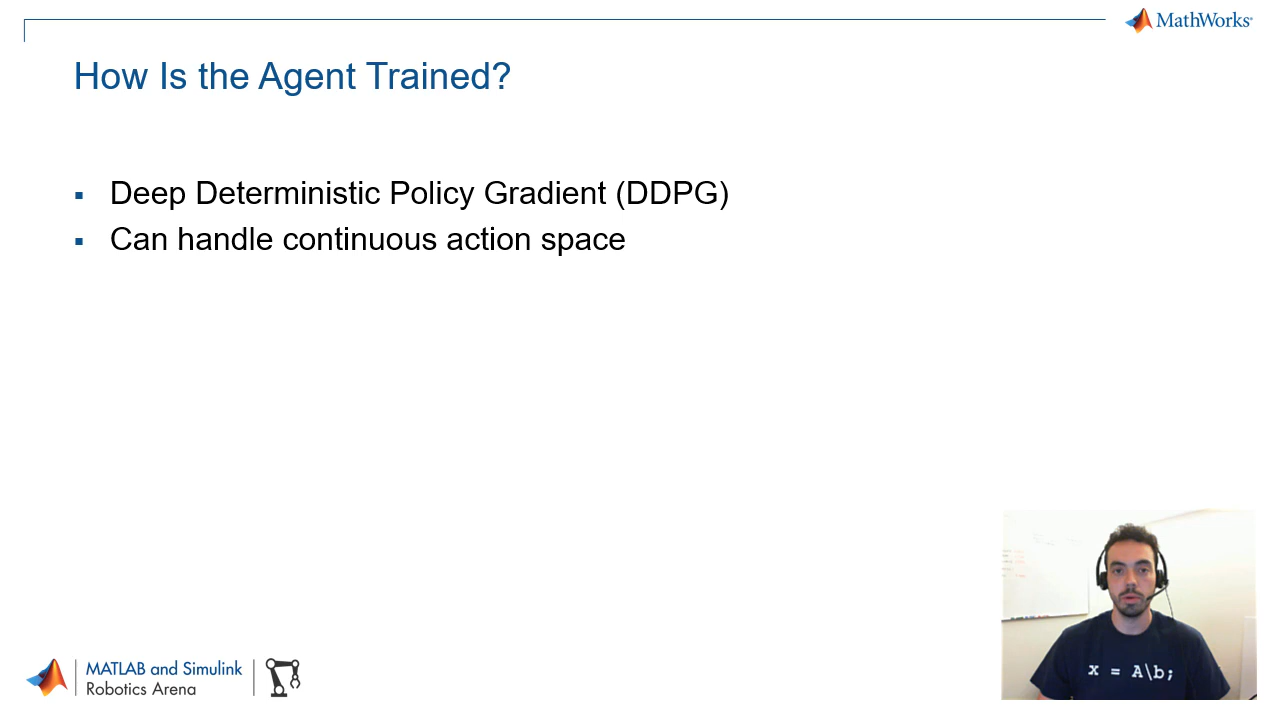 MathWorks
How Is the Agent Trained?
Deep Deterministic Policy Gradient (DDPG)
Can handle continuous action space
x = A\b;
MATLAB and Simulink
Robotics Arena